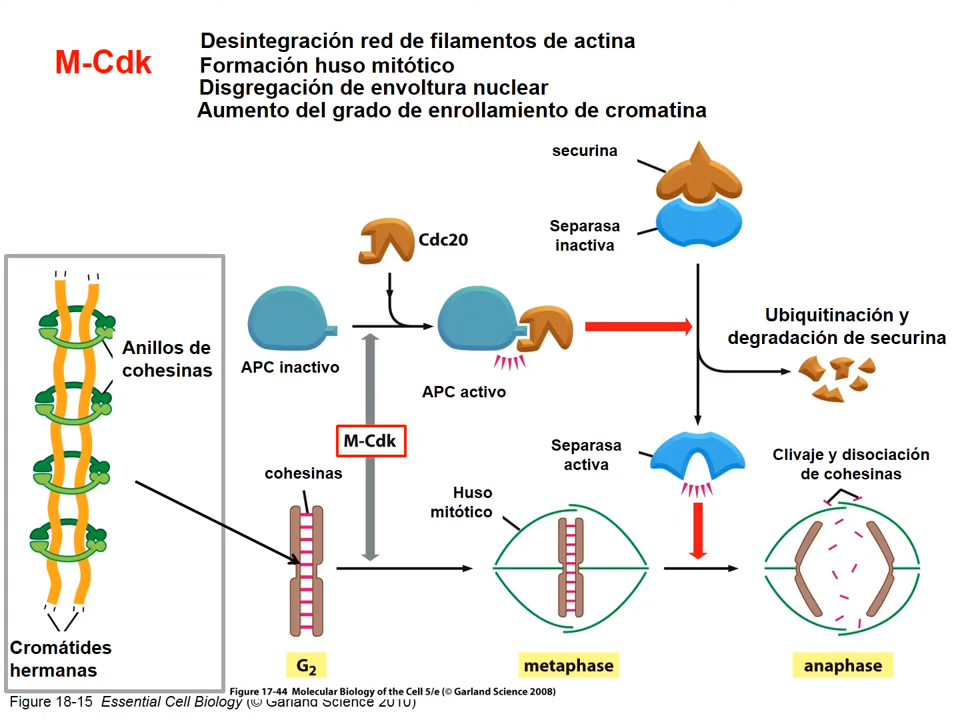 M-Cdk
Desintegración red de filamentos de actina
Formación huso mitótico
Disgregación de envoltura nuclear
Aumento del grado de enrollamiento de cromatina
securina
Separasa
inactiva
Cdc20
Anillos de
cohesinas
APC inactivo
APC activo
Ubiquitinación y
degradación de securina
M-Cdk
Separasa
activa
Clivaje y disociación
de cohesinas
cohesinas
Huso
mitótico
Cromátides
hermanas
G2
metaphase
anaphase
Figure 17-44 Molecular Biology of the Cell 5/e (© Garland Science 2008)
Figure 18-15 Essential Cell Biology (© Garland Science 2010)